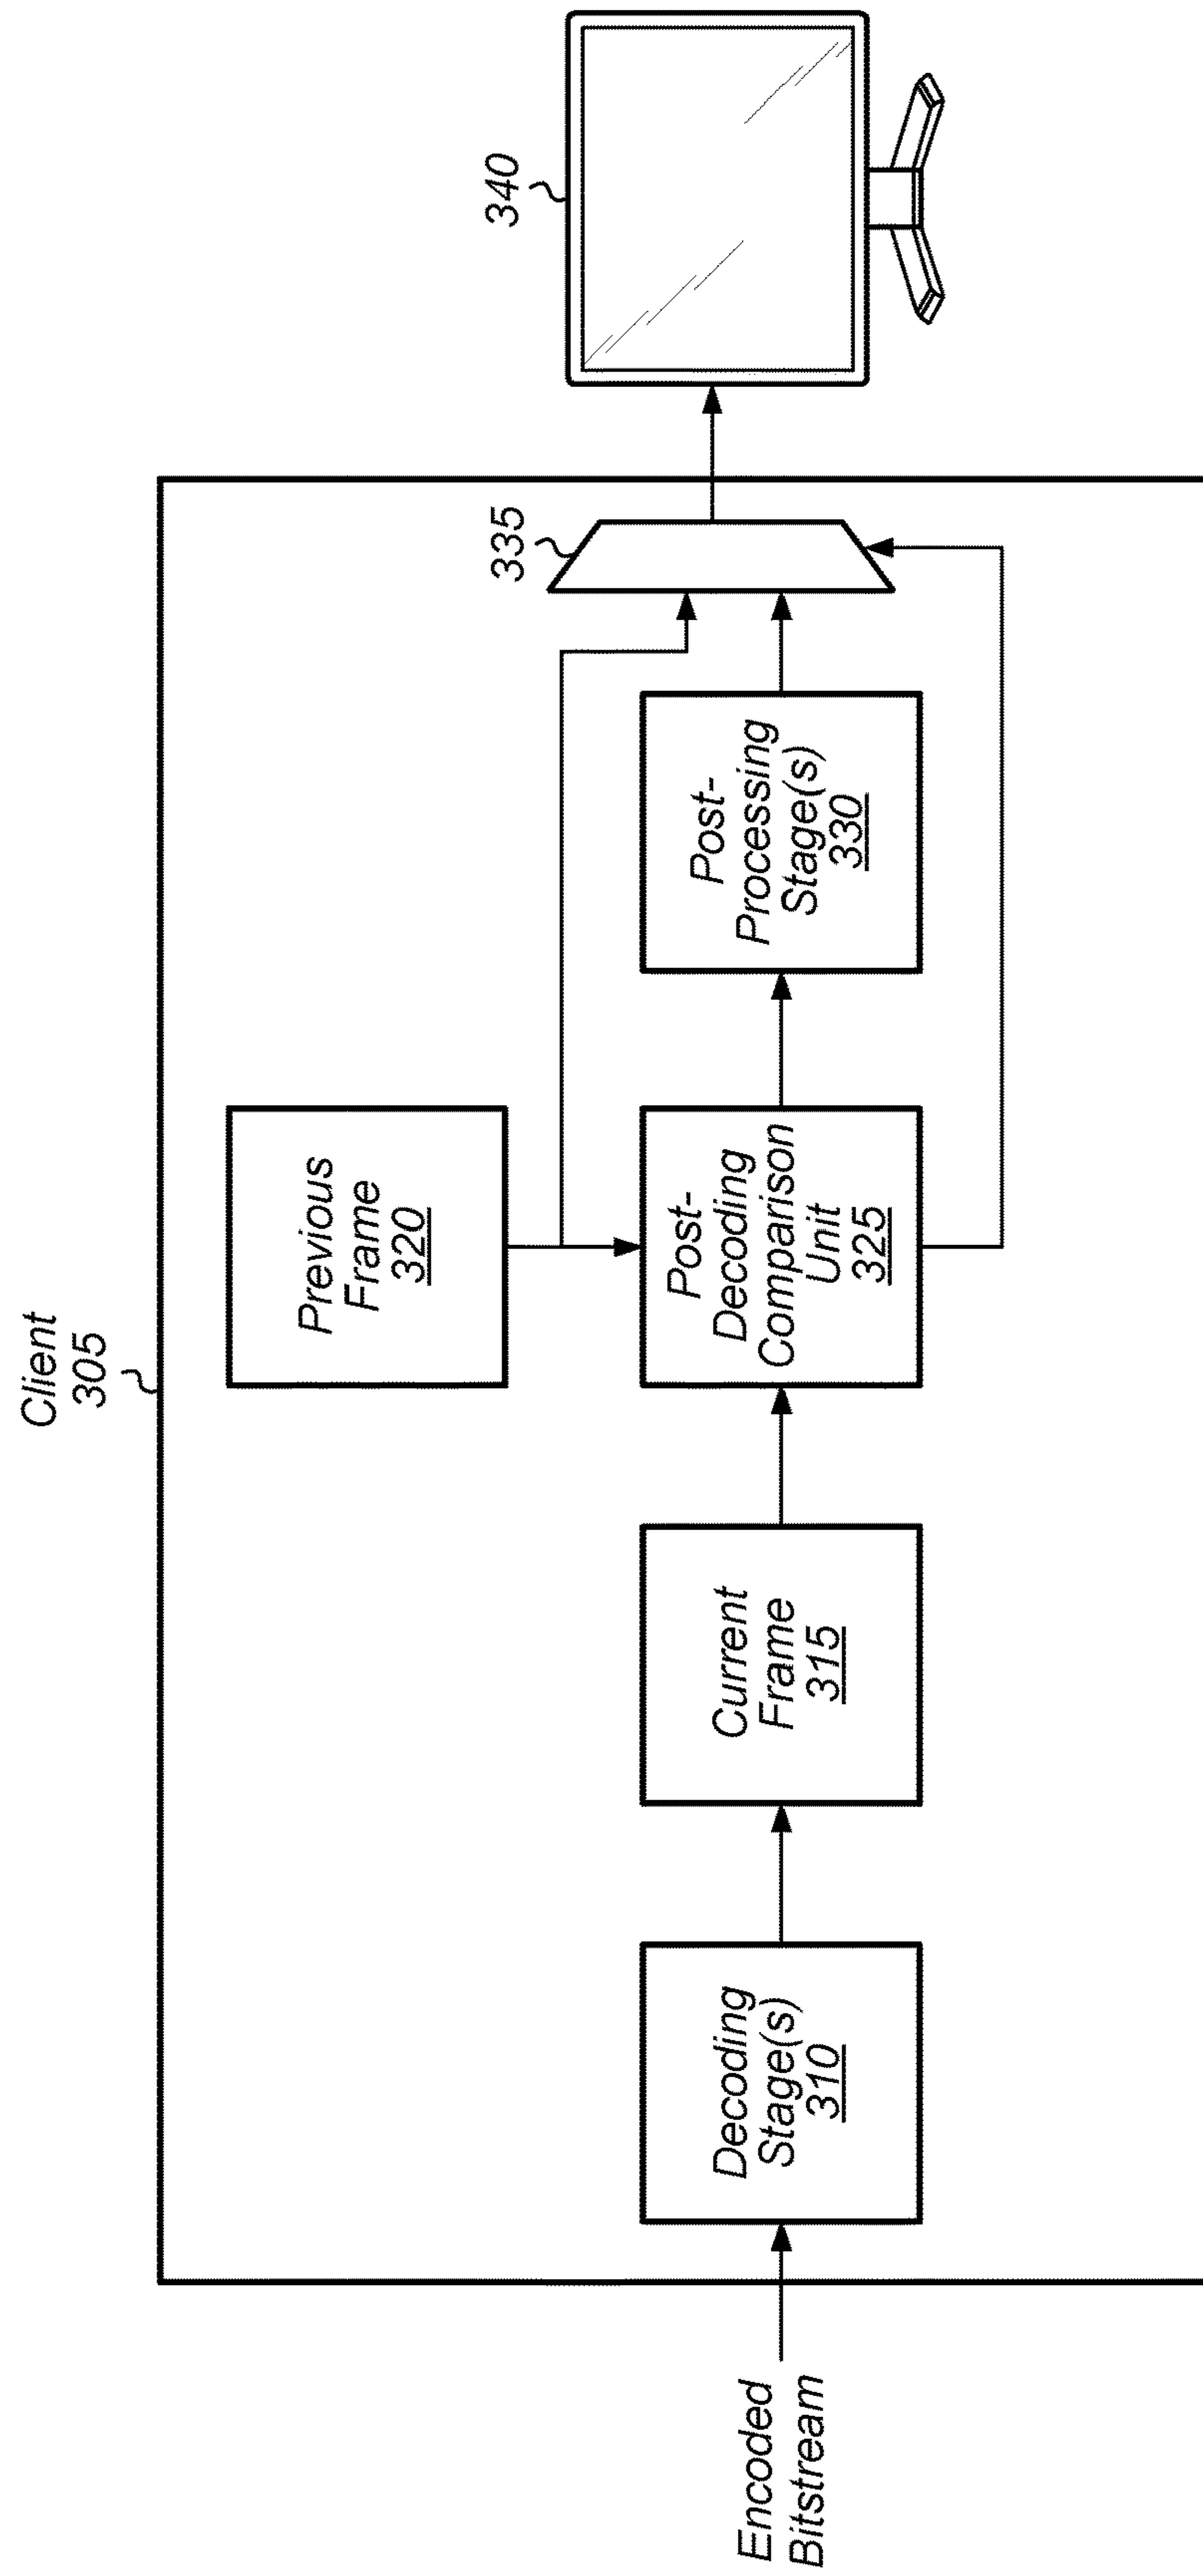 Client
305
Previous
Frame
320
340
335
Encoded
Bitstream
Decoding
Stage(s)
310
Current
Frame
315
Post-
Decoding
Comparison
Unit
325
Post-
Processing
Stage(s)
330